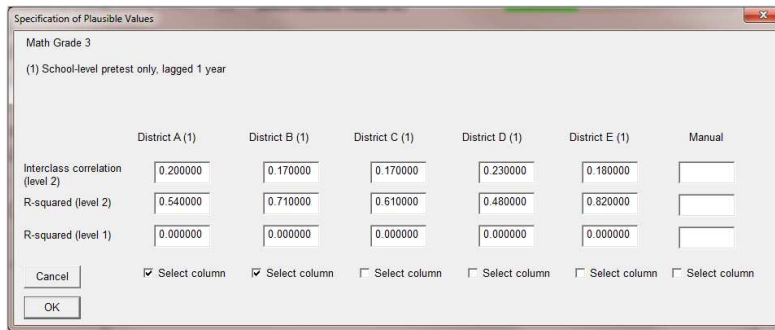 Specification of Plausible Values
Math Grade 3
(1) School-level pretest only, lagged 1 year
District A (1) District B (1) District C (1) District D (1) District E (1) Manual
Interclass correlation (level 2) 0.200000 0.170000 0.170000 0.230000 0.180000
R-squared (level 2) 0.540000 0.710000 0.610000 0.480000 0.820000
R-squared (level 1) 0.000000 0.000000 0.000000 0.000000 0.000000
Cancel Select column Select column Select column Select column Select column Select column
OK